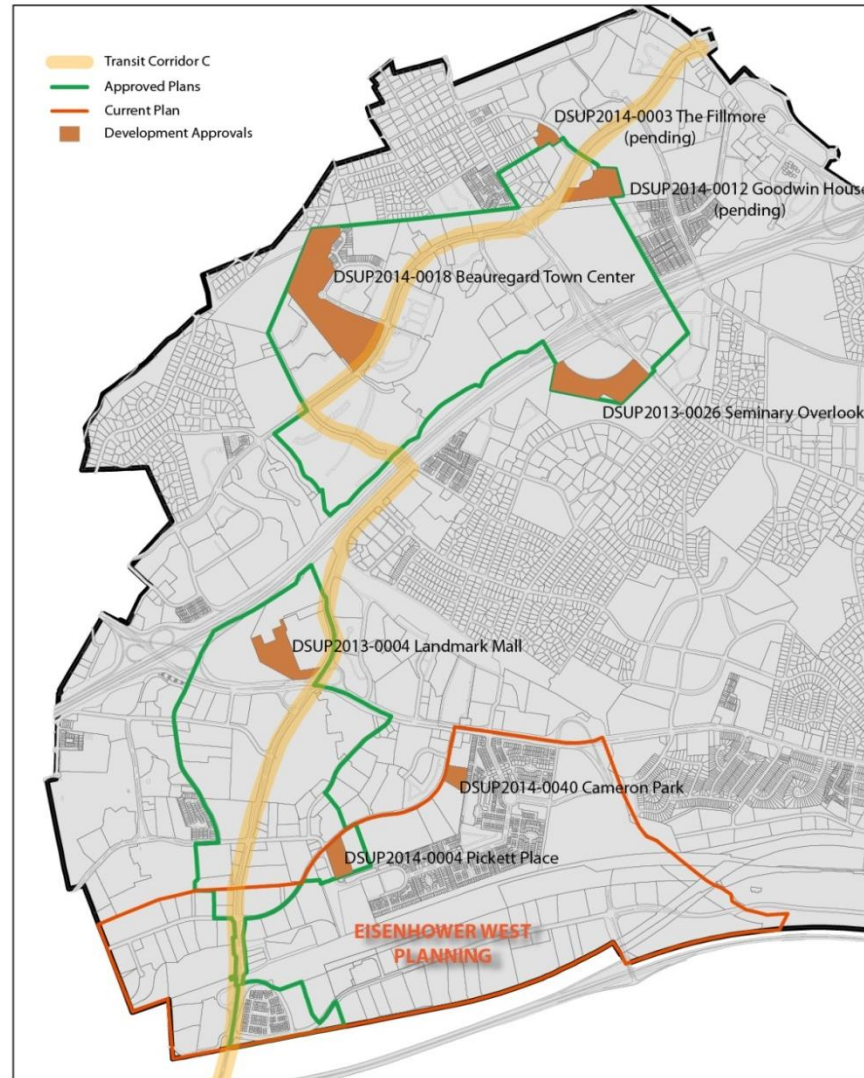 Transit Corridor C
Approved Plans
Current Plan
Development Approvals
DSUP2014-0003 The Fillmore
(pending)
DSUP2014-0012 Goodwin House
(pending)
DSUP2014-0018 Beauregard Town Center
DSUP2013-0026 Seminary Overlook
DSUP2013-0004 Landmark Mall
DSUP2014-0040 Cameron Park
DSUP2014-0004 Pickett Place
EISENHOWER WEST
PLANNING